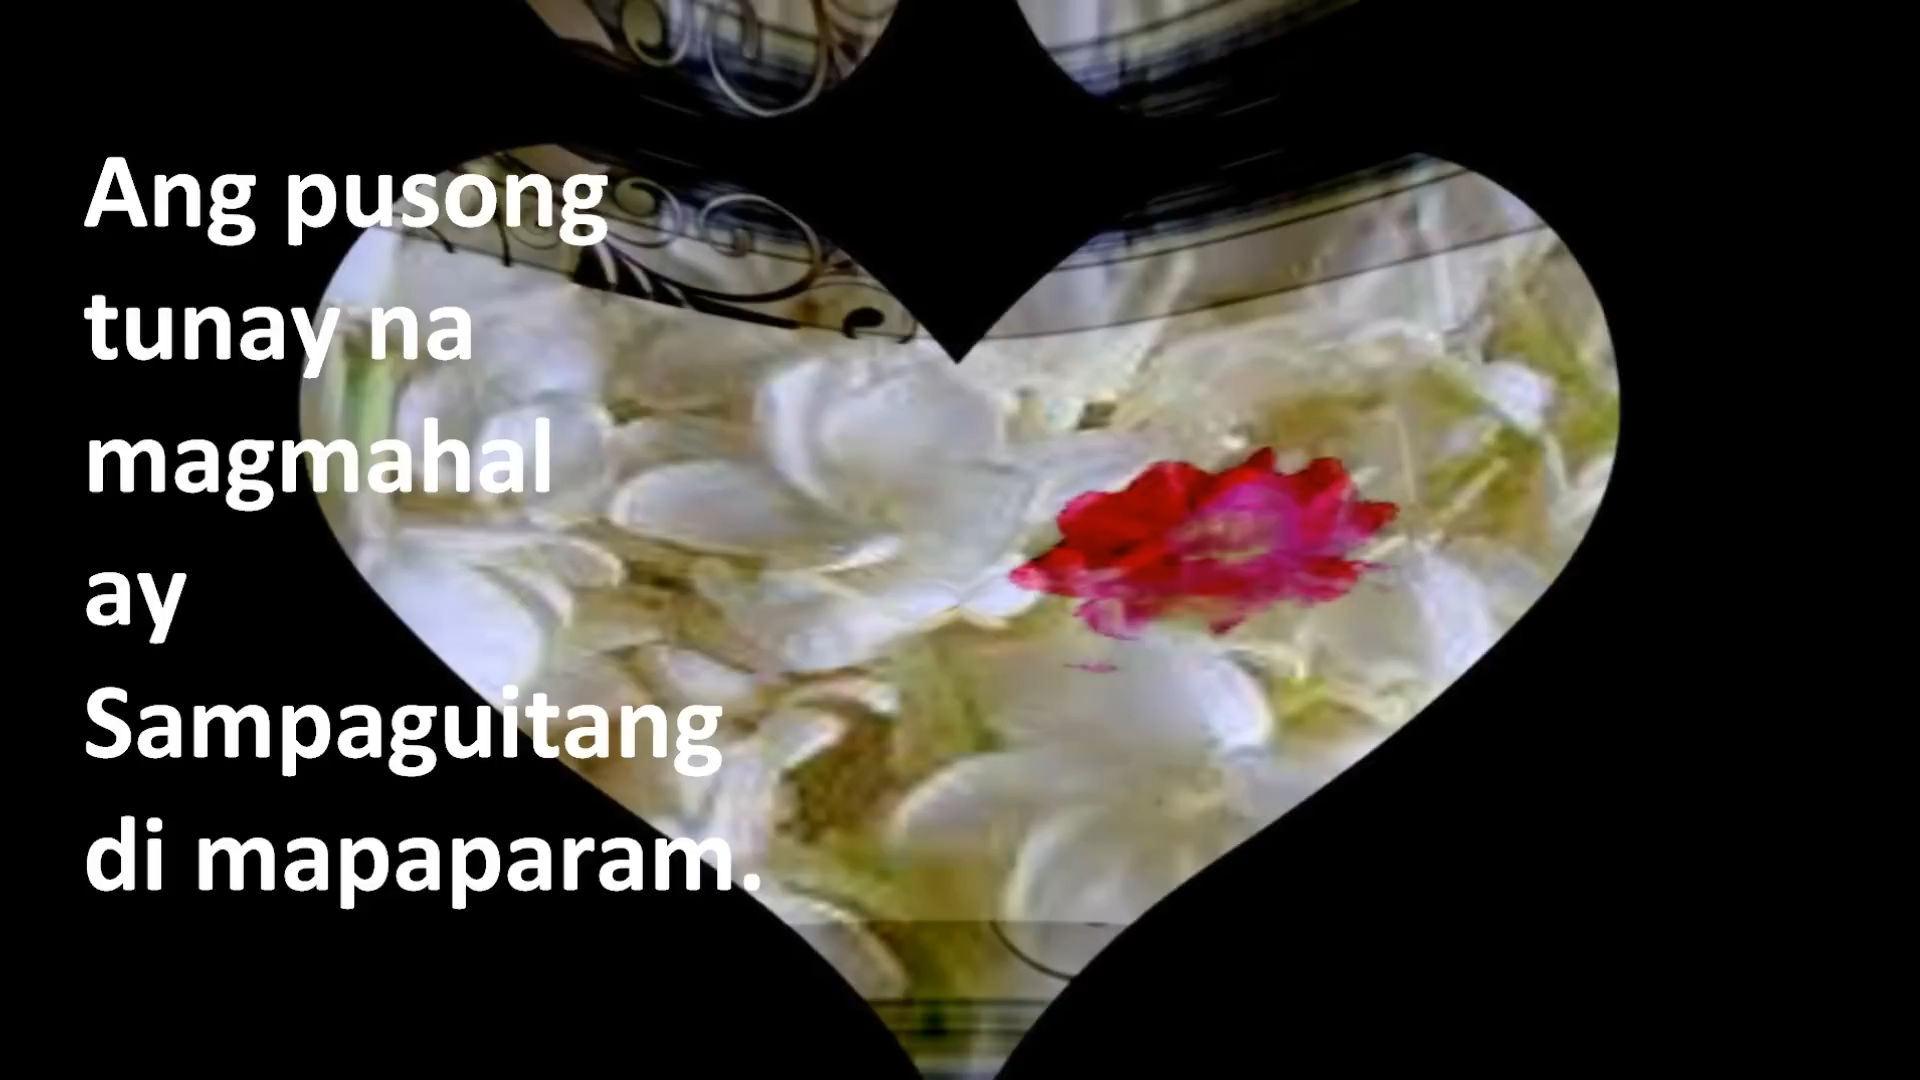 Ang pusong
tunay na
magmahal
ay
Sampaguitang
di mapaparam.